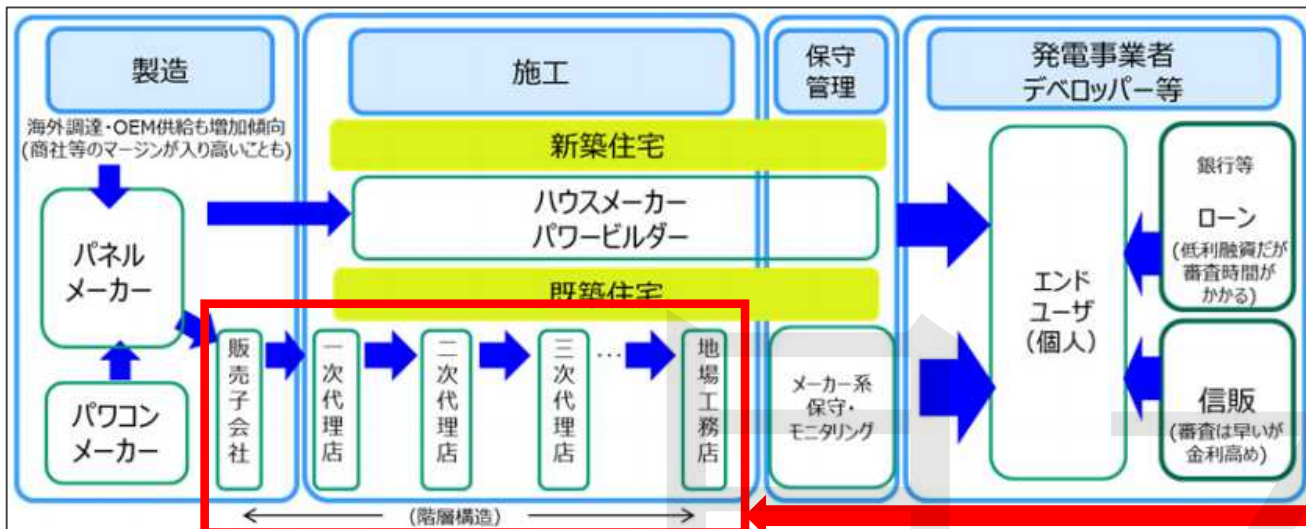 製造
海外調達・OEM供給も増加傾向
(商社等のマージンが入り高いことも)
パネル
メーカー
パワコン
メーカー
販売子会社
施工
新築住宅
ハウスメーカー
パワービルダー
既築住宅
一次代理店
二次代理店
三次代理店
…
地場工務店
(階層構造)
保守
管理
メーカー系
保守・
モニタリング
発電事業者
デベロッパー等
エンド
ユーザ
(個人)
銀行等
ローン
(低利融資だが
審査時間が
かかる)
信販
(審査は早いが
金利高め)